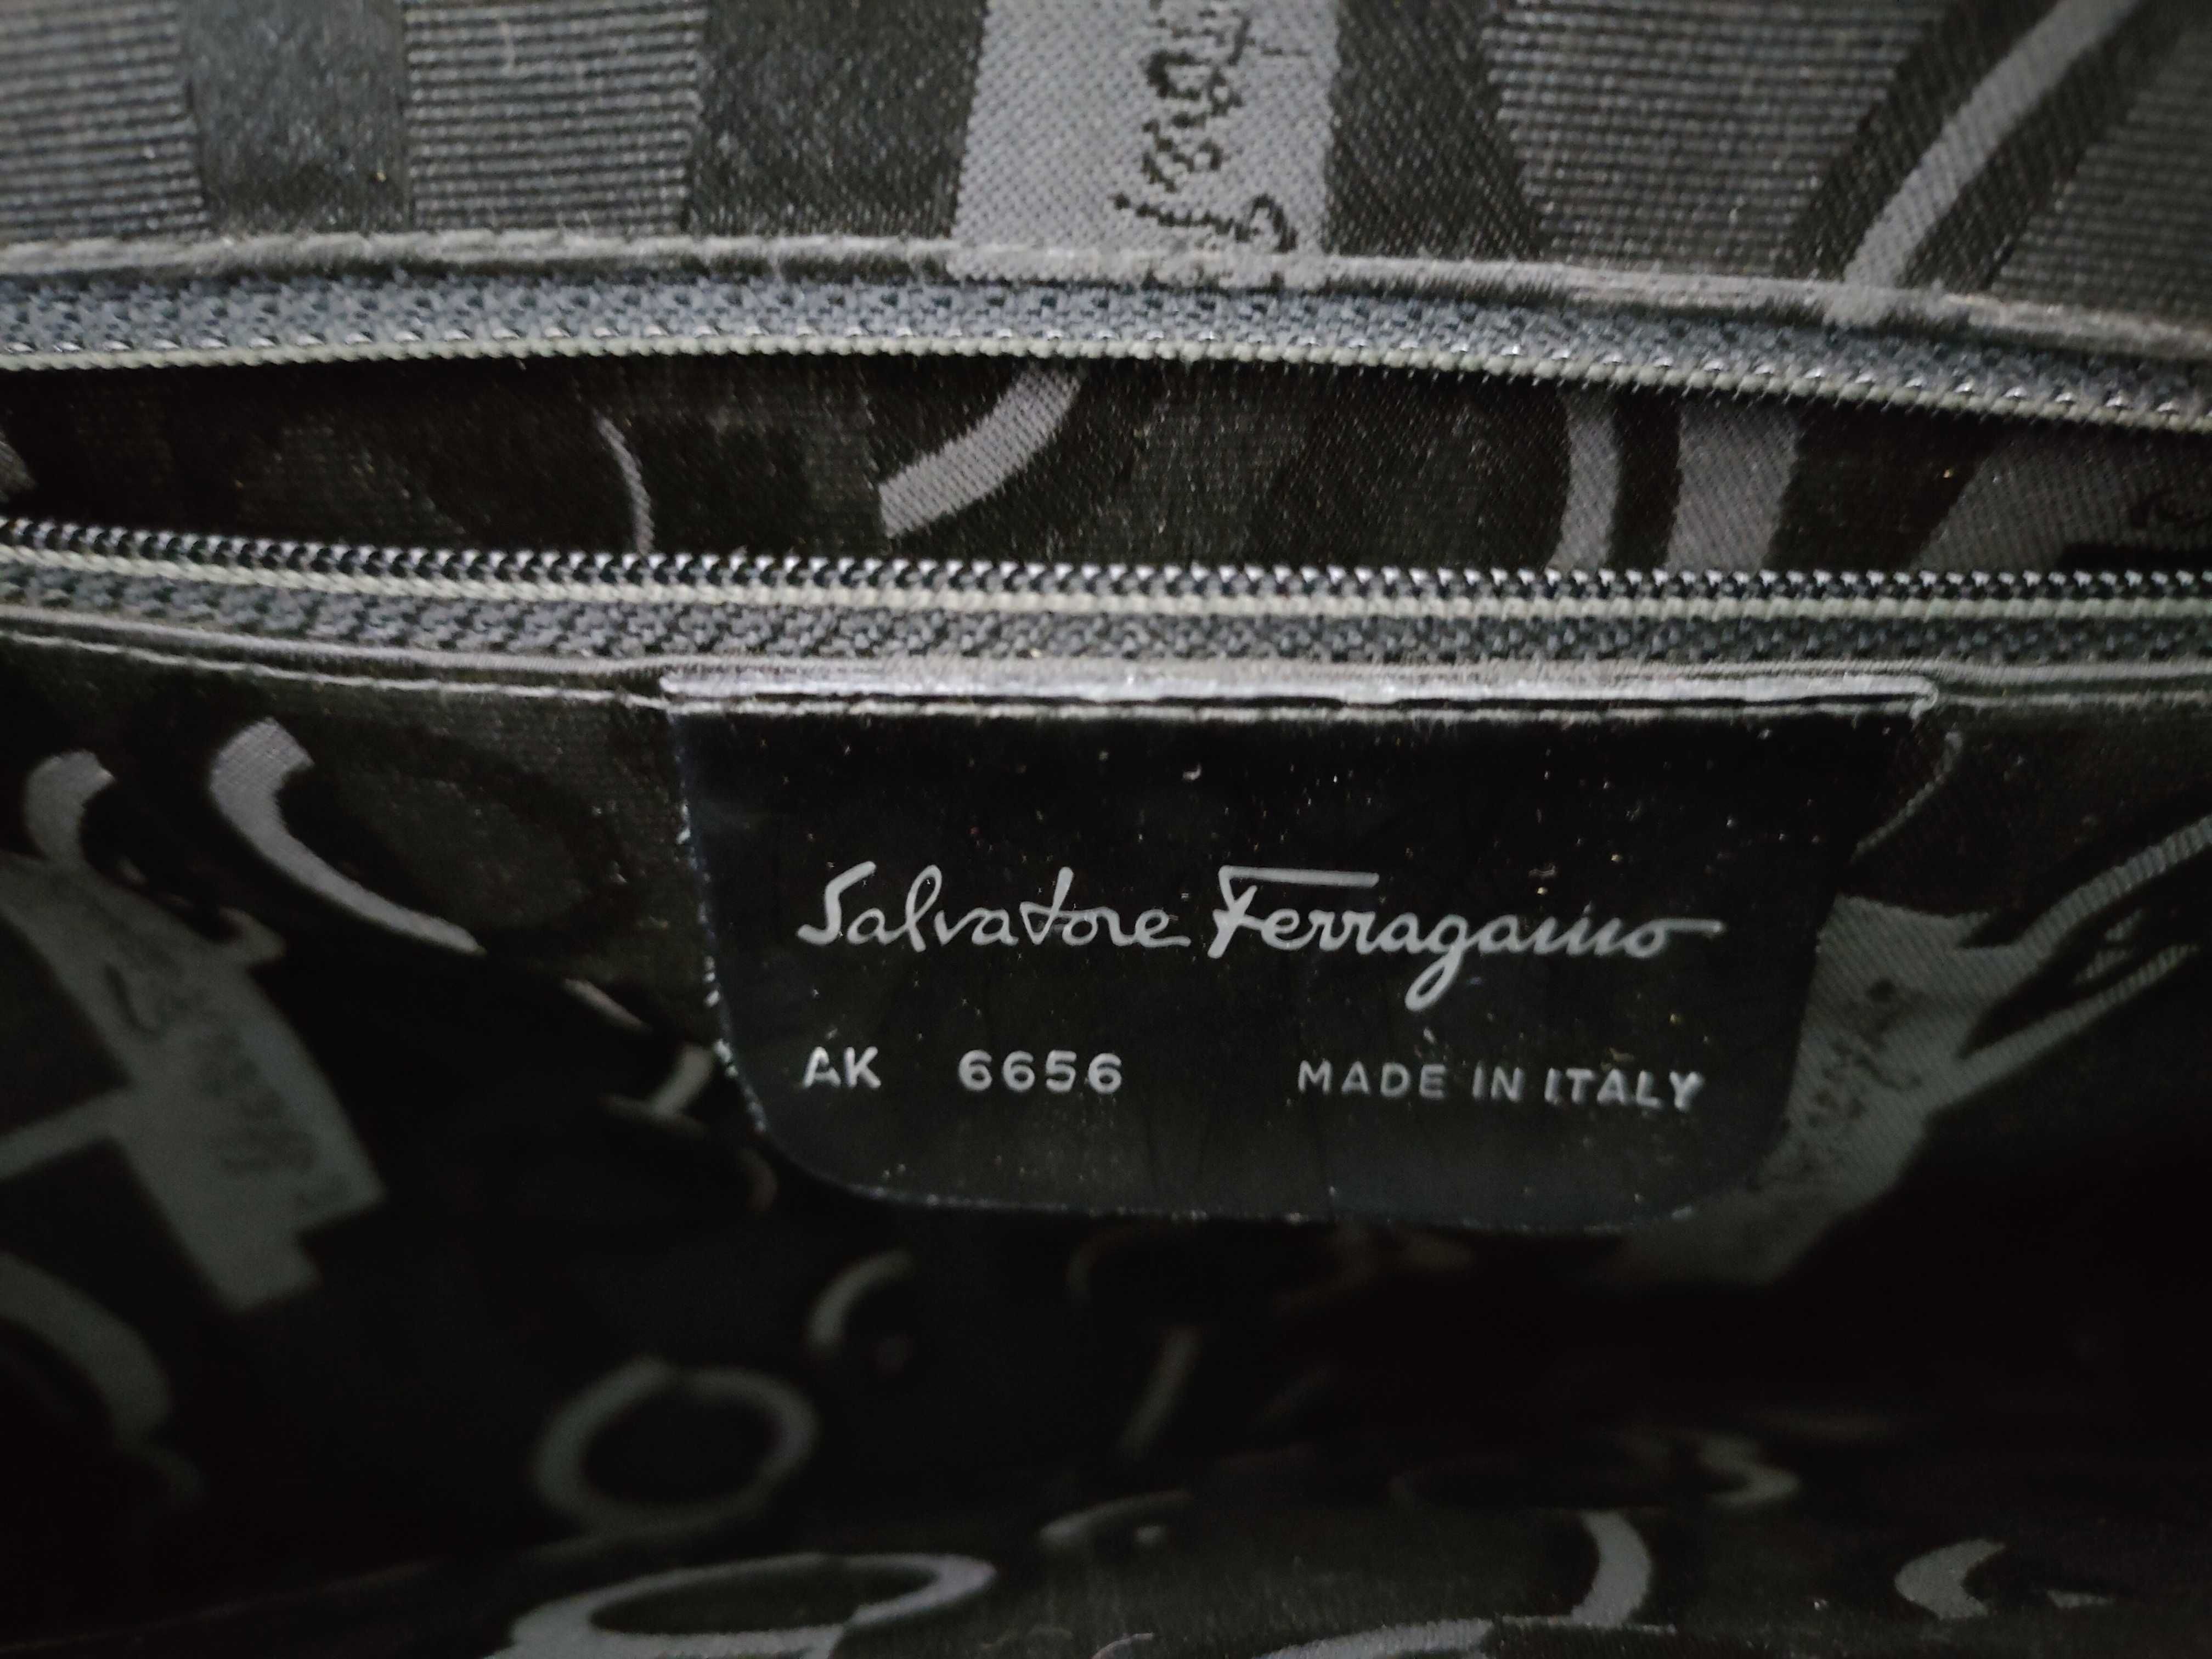 Salvatore Ferragamo
AK 6656 MADE IN ITALY